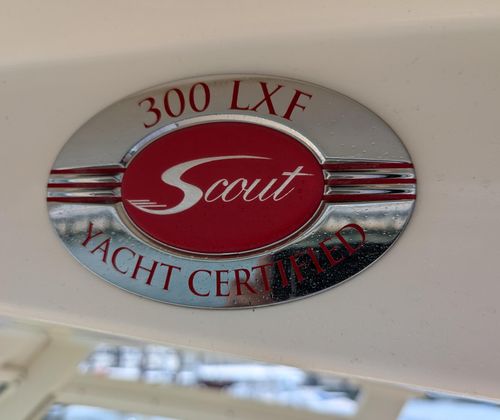 300 LXF
Scout
YACHT CERTIFIED